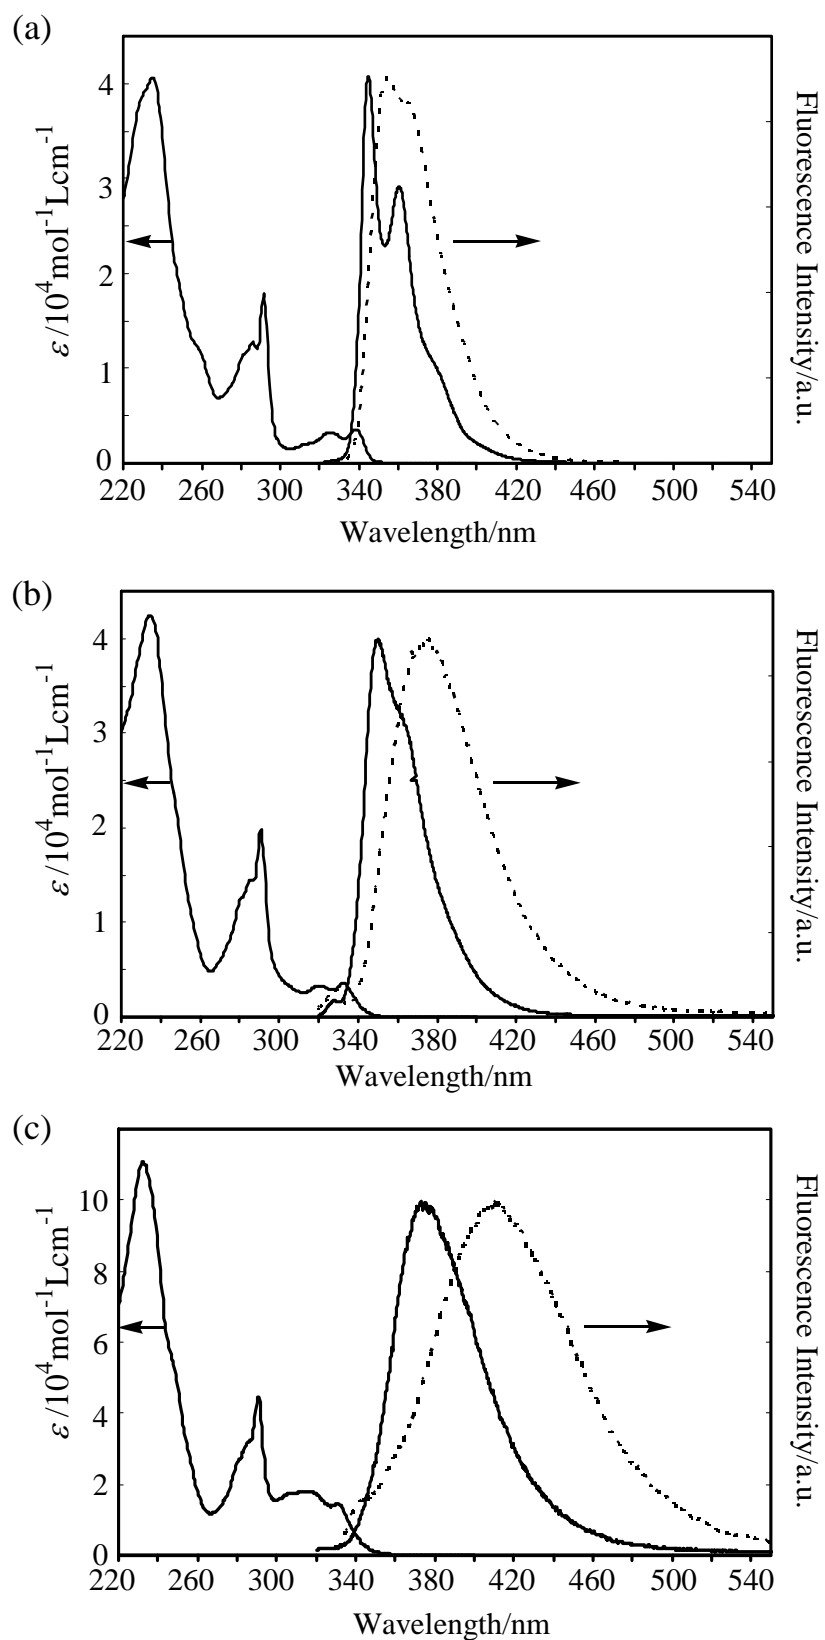 (a)
4
3
2
1
0
ε /10⁴mol⁻¹Lcm⁻¹
Fluorescence Intensity/a.u.
220 260 300 340 380 420 460 500 540
Wavelength/nm
(b)
4
3
2
1
0
ε /10⁴mol⁻¹Lcm⁻¹
Fluorescence Intensity/a.u.
220 260 300 340 380 420 460 500 540
Wavelength/nm
(c)
10
8
6
4
2
0
ε /10⁴mol⁻¹Lcm⁻¹
Fluorescence Intensity/a.u.
220 260 300 340 380 420 460 500 540
Wavelength/nm